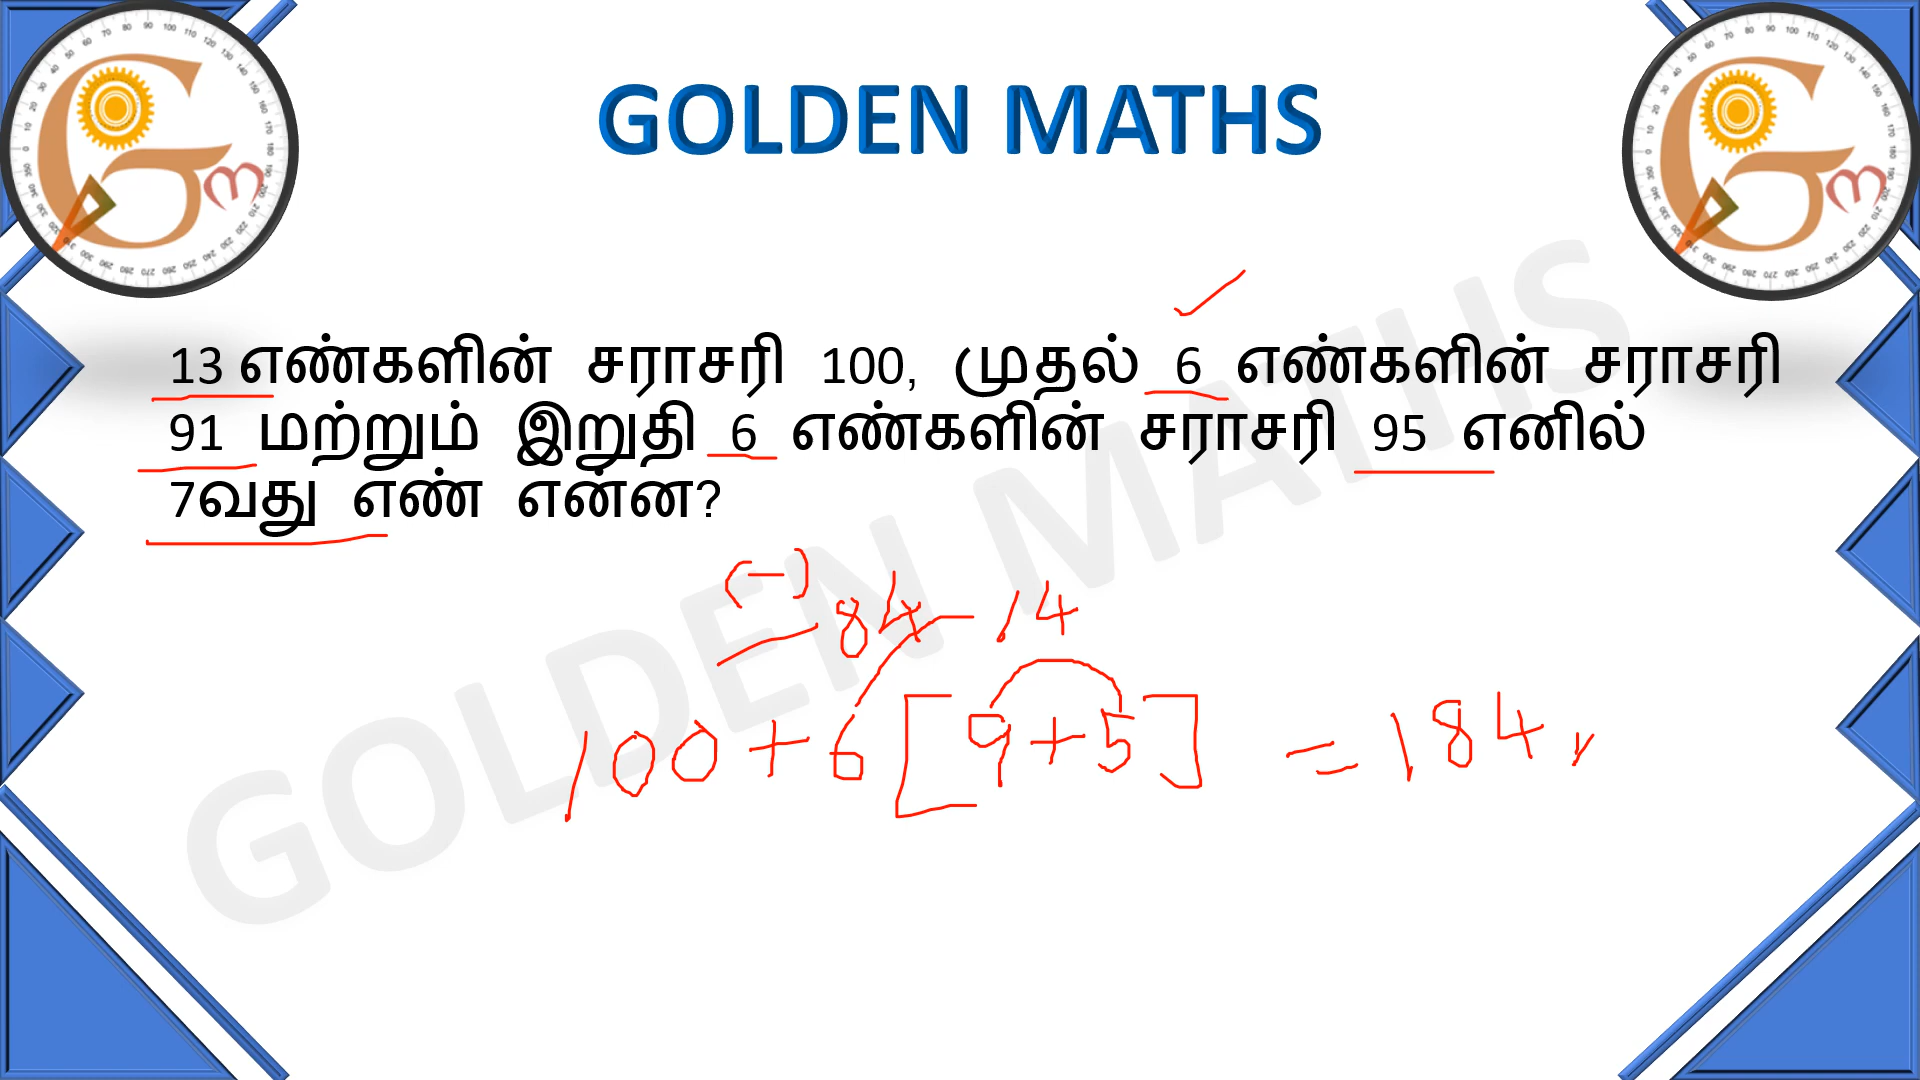 GOLDEN MATHS
13 எண்களின் சராசரி 100, முதல் 6 எண்களின் சராசரி
91 மற்றும் இறுதி 6 எண்களின் சராசரி 95 எனில்
7வது எண் என்ன?
(-) 84 14
100 + 6 [9 + 5] = 184
GOLDEN MATHS